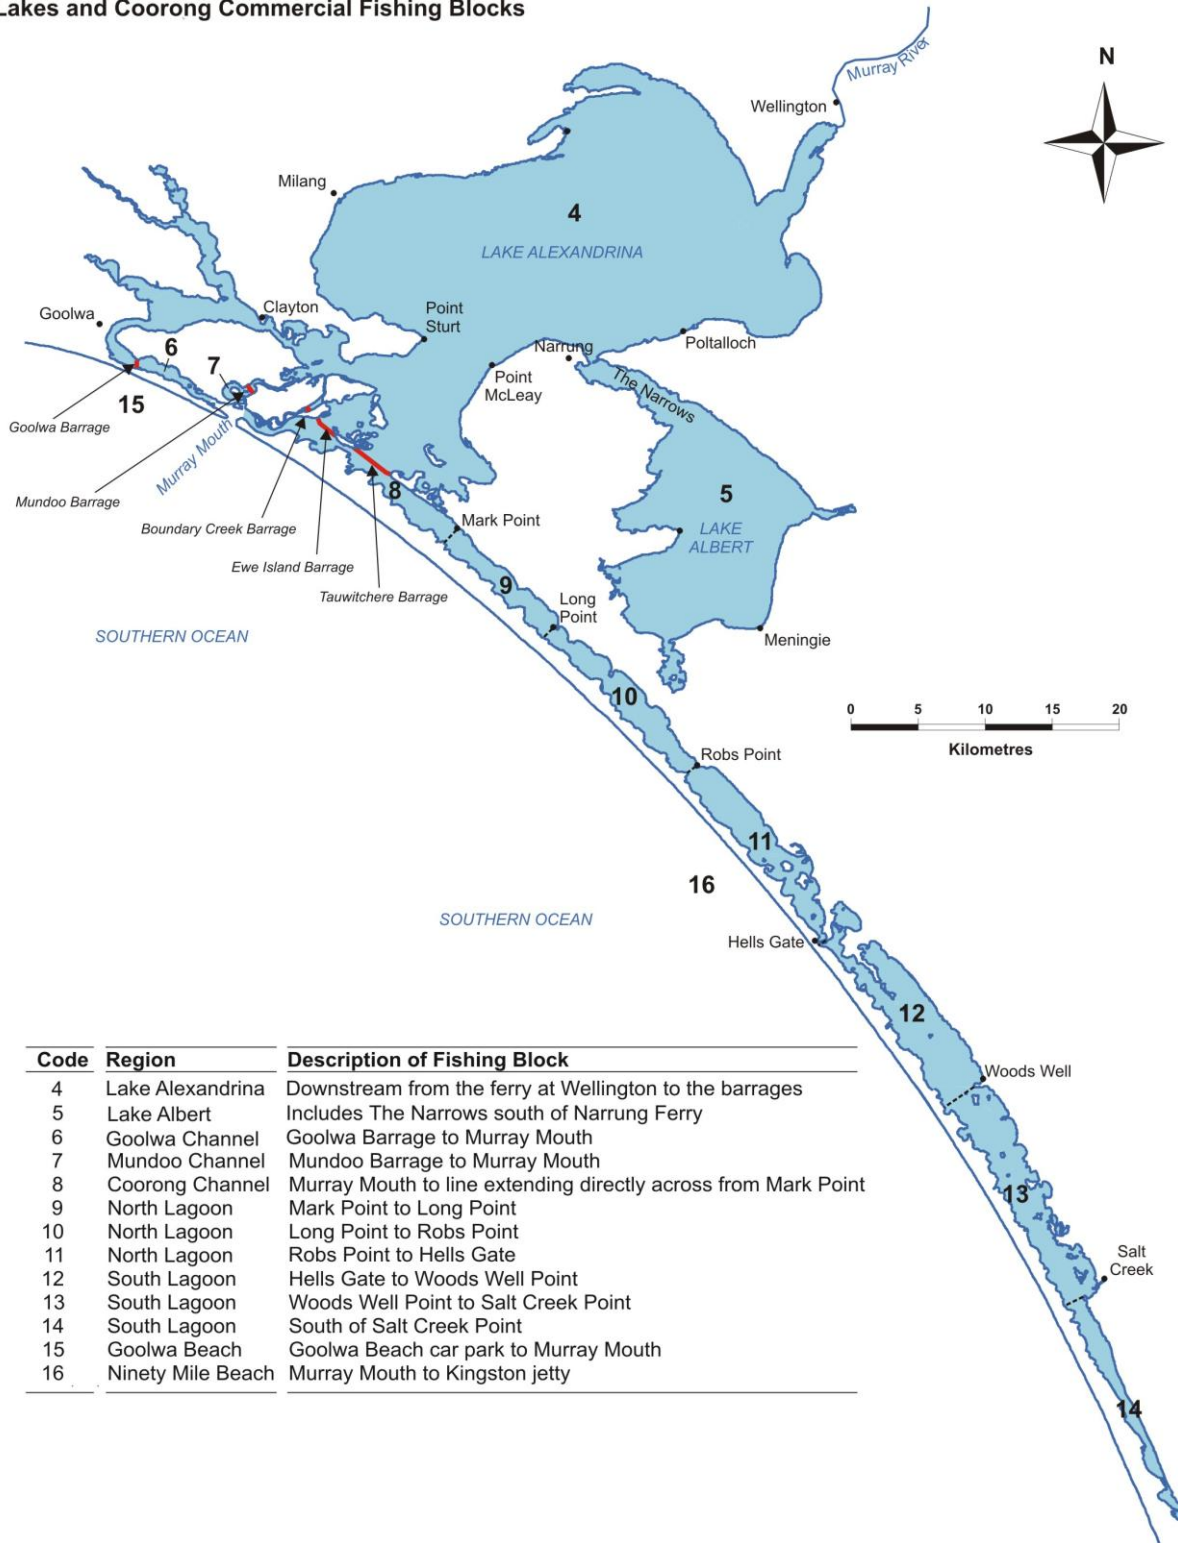 Lakes and Coorong Commercial Fishing Blocks
N
Murray River
Wellington
Milang
4
LAKE ALEXANDRINA
Goolwa
Clayton
Point
Sturt
Narrung
Poltalloch
6
7
Point
McLeay
The Narrows
15
Goolwa Barrage
Murray Mouth
Mundoo Barrage
8
5
LAKE
ALBERT
Boundary Creek Barrage
Mark Point
Ewe Island Barrage
Tauwitchere Barrage
9
Long
Point
SOUTHERN OCEAN
Meningie
10
0 5 10 15 20
Kilometres
Robs Point
11
16
SOUTHERN OCEAN
Hells Gate
12
Woods Well
13
Salt
Creek
14
Code Region Description of Fishing Block
4 Lake Alexandrina Downstream from the ferry at Wellington to the barrages
5 Lake Albert Includes The Narrows south of Narrung Ferry
6 Goolwa Channel Goolwa Barrage to Murray Mouth
7 Mundoo Channel Mundoo Barrage to Murray Mouth
8 Coorong Channel Murray Mouth to line extending directly across from Mark Point
9 North Lagoon Mark Point to Long Point
10 North Lagoon Long Point to Robs Point
11 North Lagoon Robs Point to Hells Gate
12 South Lagoon Hells Gate to Woods Well Point
13 South Lagoon Woods Well Point to Salt Creek Point
14 South Lagoon South of Salt Creek Point
15 Goolwa Beach Goolwa Beach car park to Murray Mouth
16 Ninety Mile Beach Murray Mouth to Kingston jetty